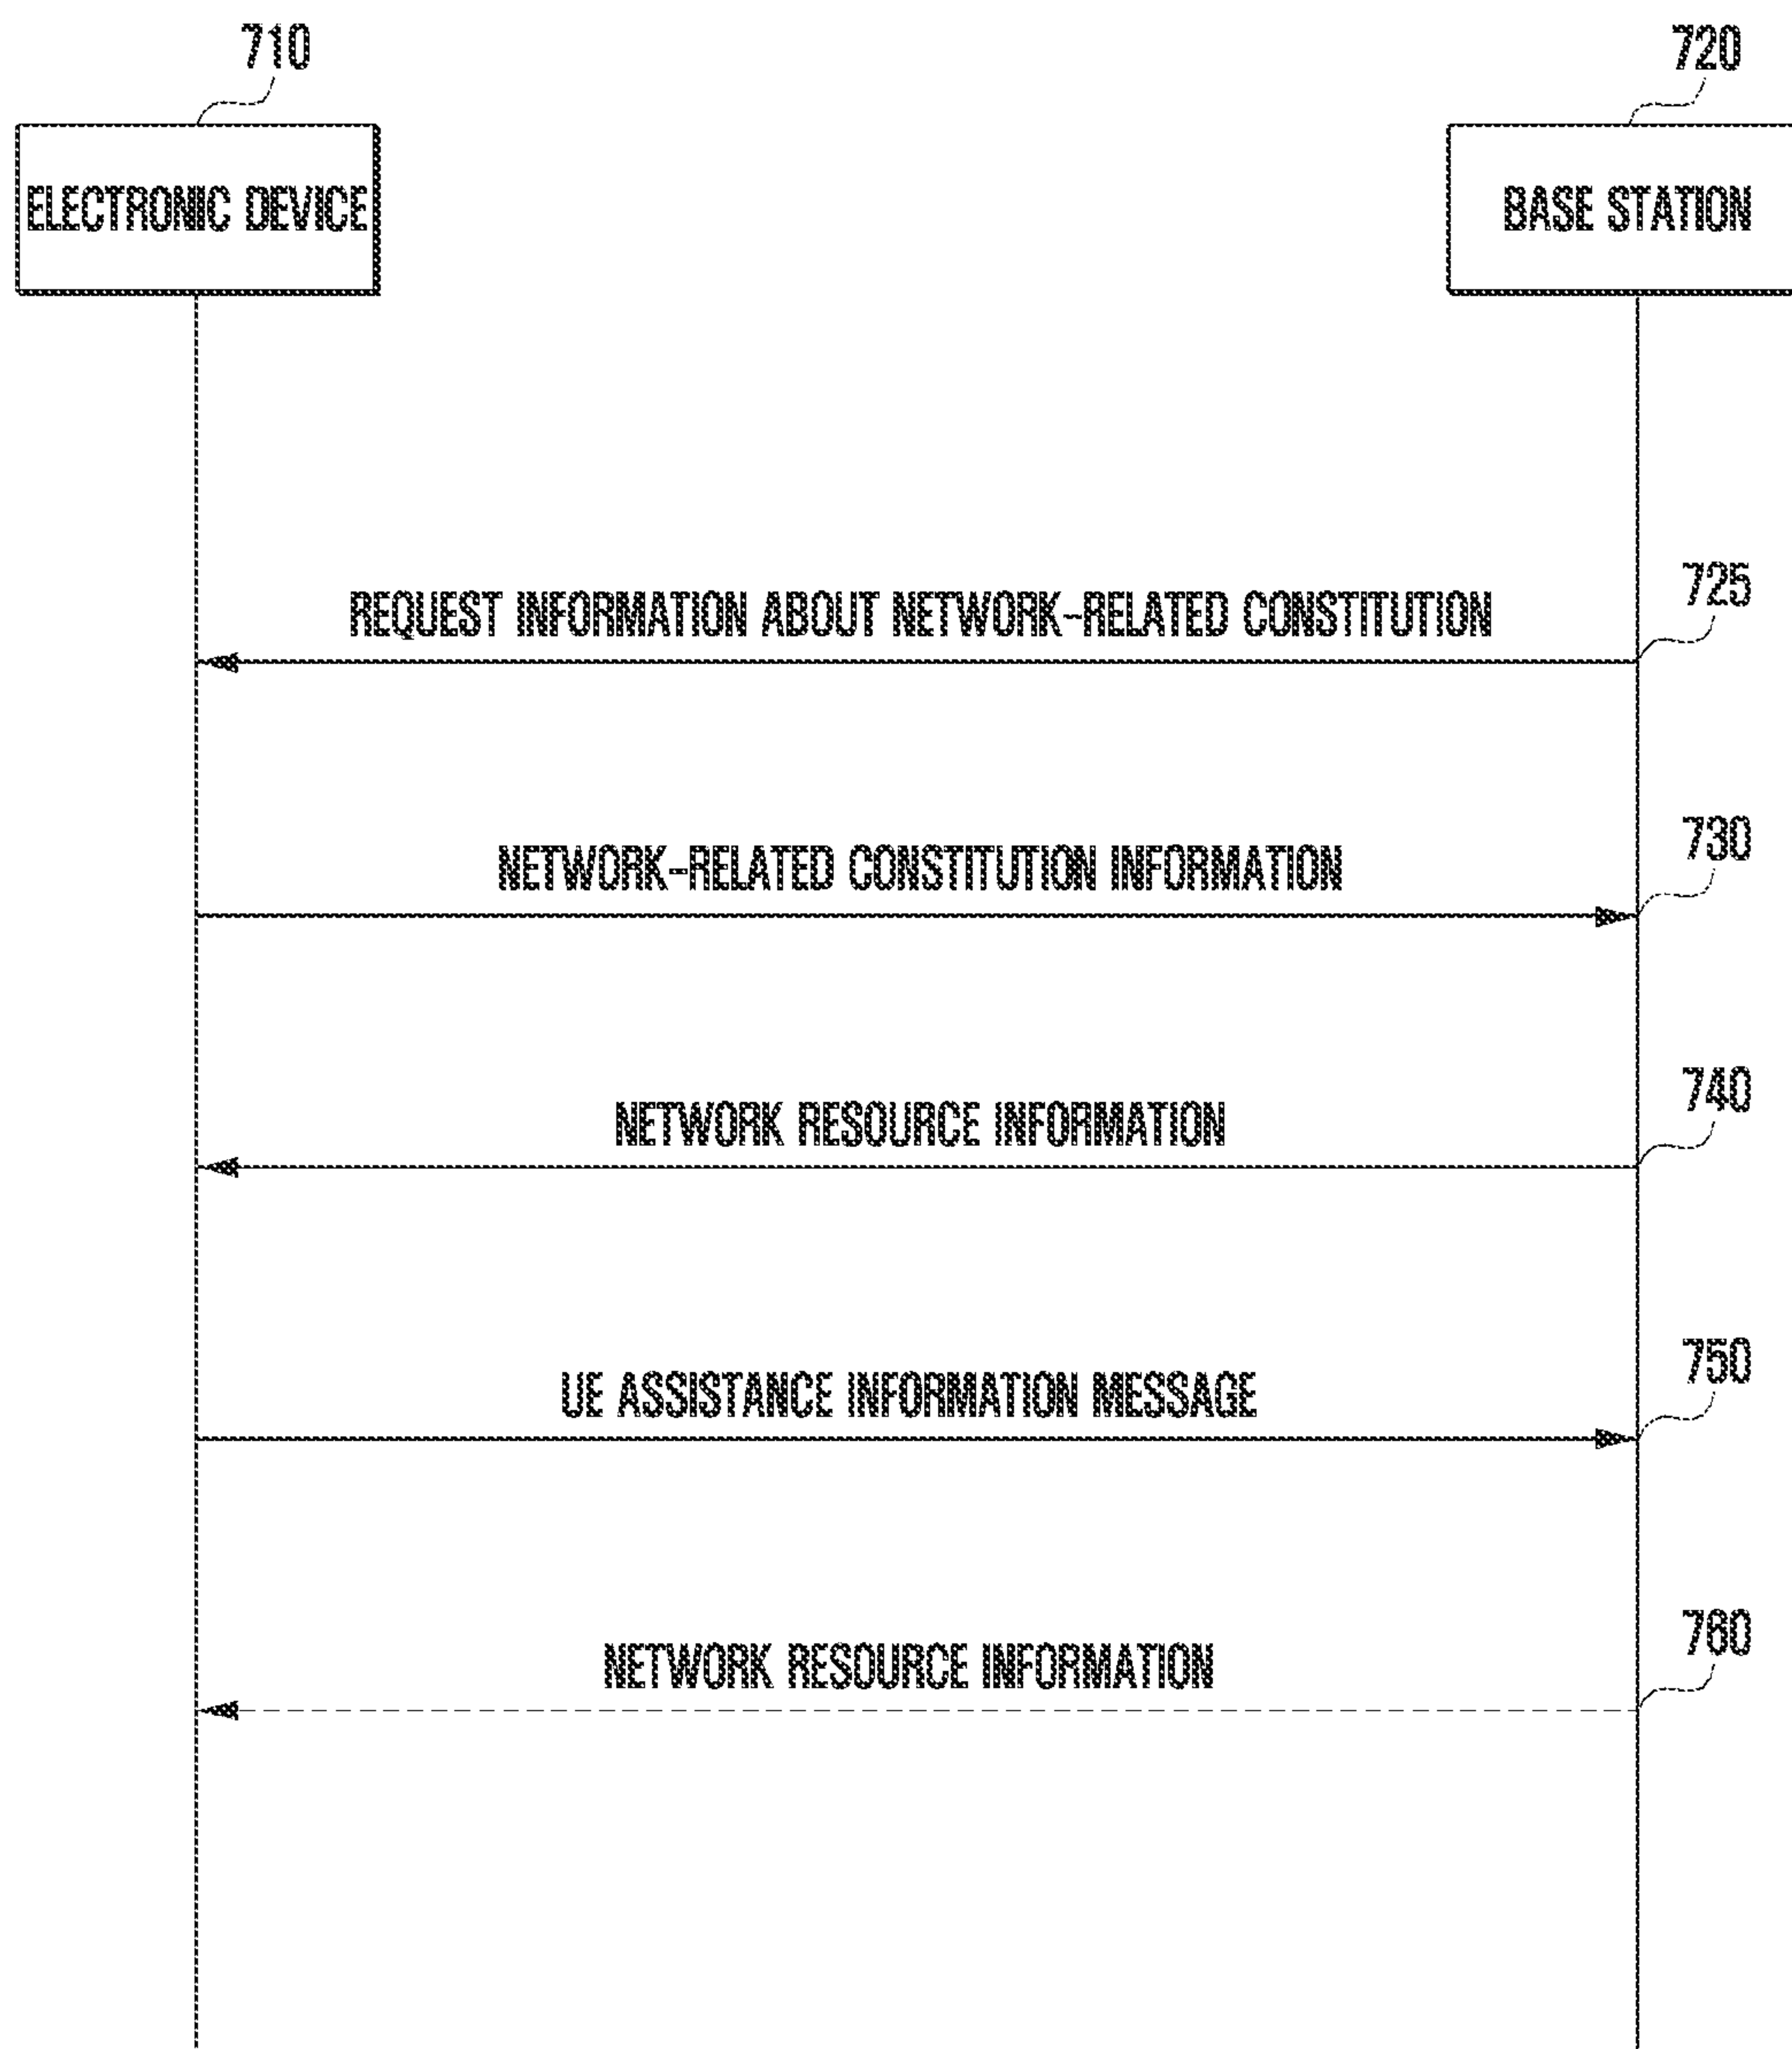 710
720
ELECTRONIC DEVICE
BASE STATION
725
REQUEST INFORMATION ABOUT NETWORK-RELATED CONSTITUTION
730
NETWORK-RELATED CONSTITUTION INFORMATION
740
NETWORK RESOURCE INFORMATION
750
UE ASSISTANCE INFORMATION MESSAGE
760
NETWORK RESOURCE INFORMATION